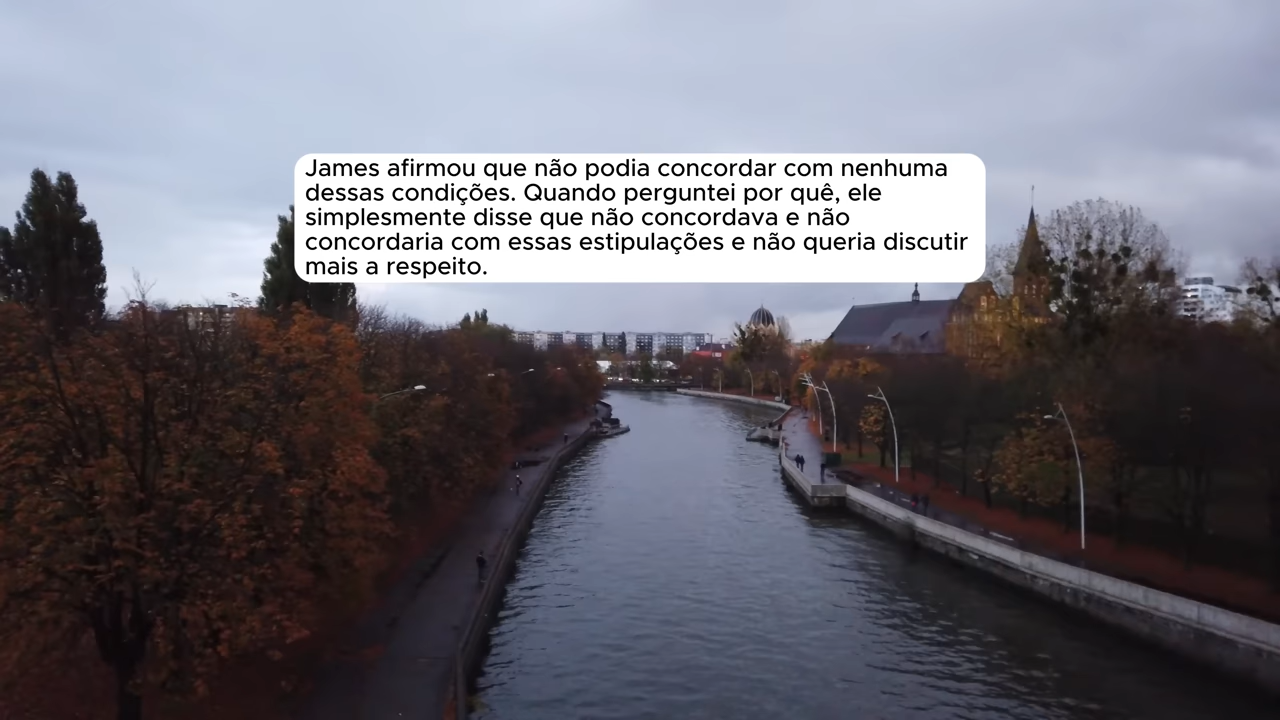 James afirmou que não podia concordar com nenhuma
dessas condições. Quando perguntei por quê, ele
simplesmente disse que não concordava e não
concordaria com essas estipulações e não queria discutir
mais a respeito.